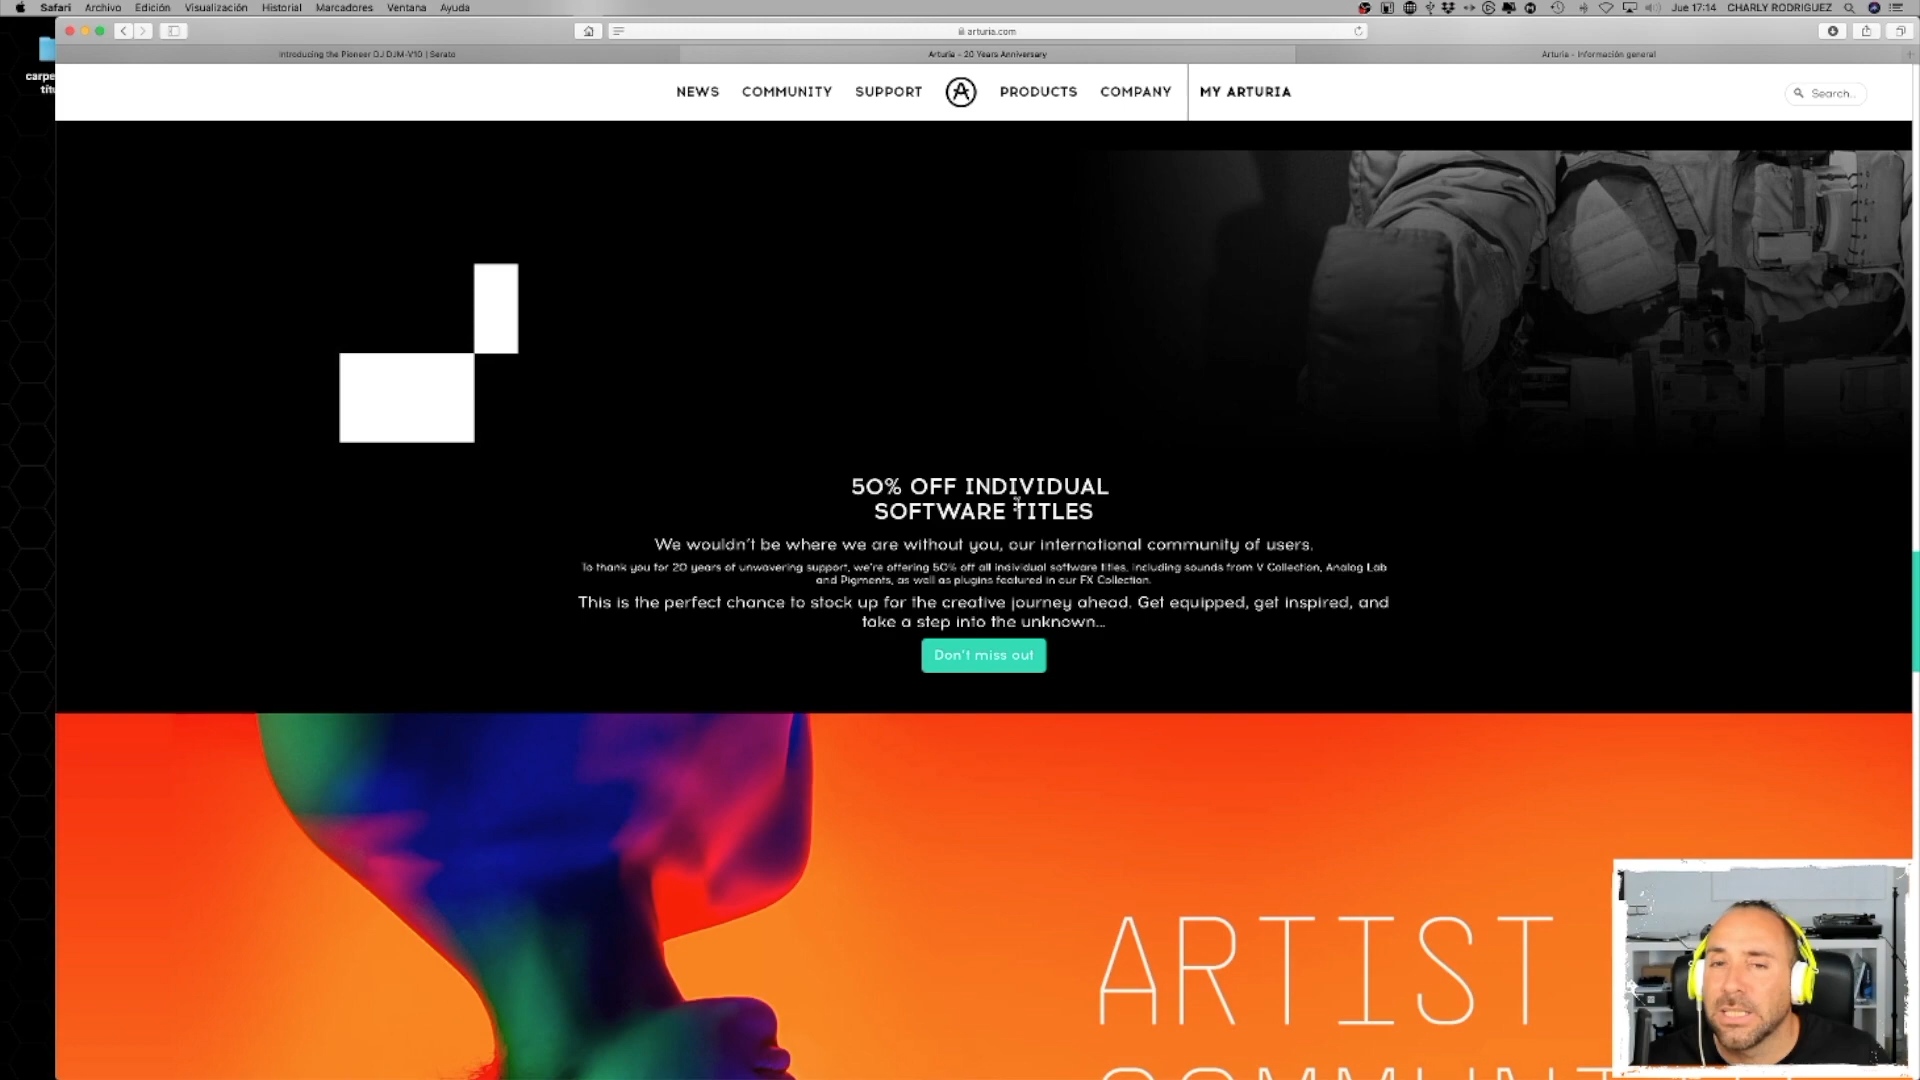 Safari Archivo Edición Visualización Historial Marcadores Ventana Ayuda
Jue 17:14 CHARLY RODRIGUEZ
arturia.com
Introducing the Pioneer DJ DJM-V10 | Serato
Arturia - 20 Years Anniversary
Arturia - Información general
carpe
títu
NEWS COMMUNITY SUPPORT PRODUCTS COMPANY MY ARTURIA
Search..
50% OFF INDIVIDUAL
SOFTWARE TITLES
We wouldn't be where we are without you, our international community of users.
To thank you for 20 years of unwavering support, we're offering 50% off all individual software titles, including sounds from V Collection, Analog Lab
and Pigments, as well as plugins featured in our FX Collection.
This is the perfect chance to stock up for the creative journey ahead. Get equipped, get inspired, and
take a step into the unknown...
Don't miss out
ARTIST